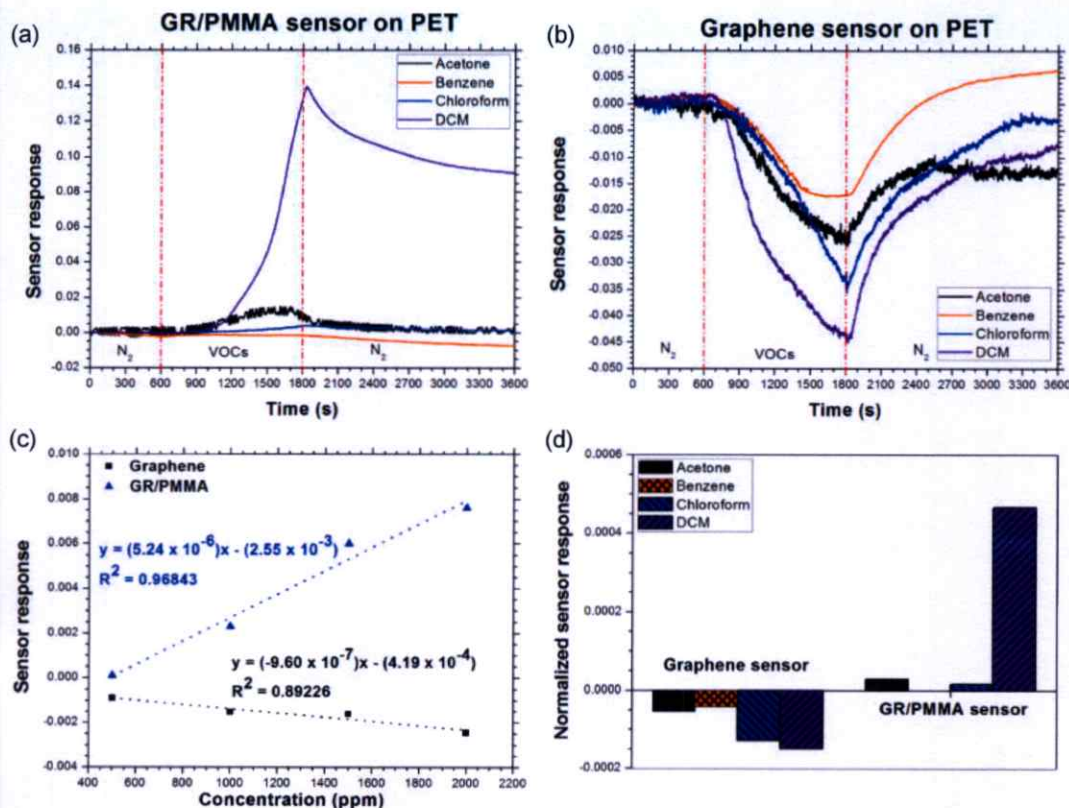 (a)
GR/PMMA sensor on PET
0.16
0.14
0.12
0.10
0.08
0.06
0.04
0.02
0.00
-0.02
Sensor response
Acetone
Benzene
Chloroform
DCM
N2
VOCs
N2
0 300 600 900 1200 1500 1800 2100 2400 2700 3000 3300 3600
Time (s)
(b)
Graphene sensor on PET
0.010
0.005
0.000
-0.005
-0.010
-0.015
-0.020
-0.025
-0.030
-0.035
-0.040
-0.045
-0.050
Sensor response
Acetone
Benzene
Chloroform
DCM
N2
VOCs
N2
0 300 600 900 1200 1500 1800 2100 2400 2700 3000 3300 3600
Time (s)
(c)
0.010
0.008
0.006
0.004
0.002
0.000
-0.002
-0.004
Sensor response
Graphene
GR/PMMA
y = (5.24 x 10^-6)x - (2.55 x 10^-3)
R^2 = 0.96843
y = (-9.60 x 10^-7)x - (4.19 x 10^-4)
R^2 = 0.89226
400 600 800 1000 1200 1400 1600 1800 2000 2200
Concentration (ppm)
(d)
0.0006
0.0004
0.0002
0.0000
-0.0002
Normalized sensor response
Acetone
Benzene
Chloroform
DCM
Graphene sensor
GR/PMMA sensor